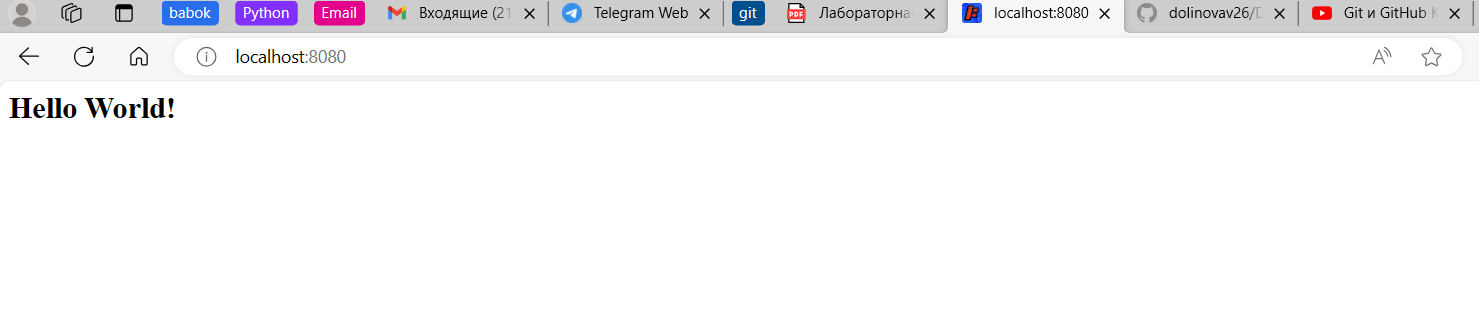 babok Python Email Входящие (21 Telegram Web git Лабораторна localhost:8080 dolinovav26/D Git и GitHub К
localhost:8080
Hello World!